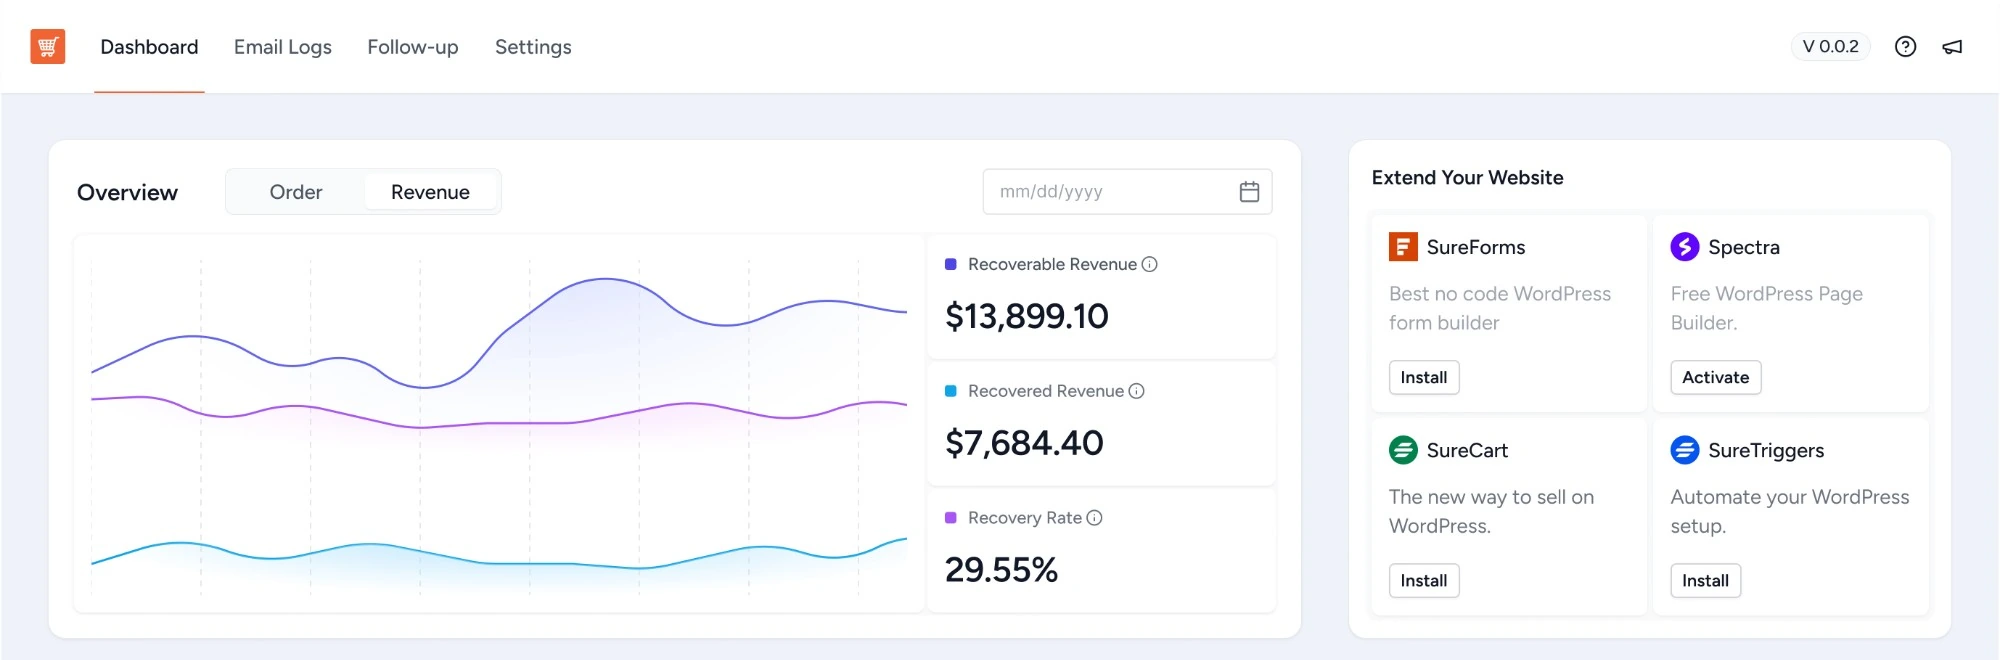 Dashboard Email Logs Follow-up Settings V 0.0.2
Overview Order Revenue mm/dd/yyyy
Recoverable Revenue
$13,899.10
Recovered Revenue
$7,684.40
Recovery Rate
29.55%
Extend Your Website
SureForms
Best no code WordPress
form builder
Install
Spectra
Free WordPress Page
Builder.
Activate
SureCart
The new way to sell on
WordPress.
Install
SureTriggers
Automate your WordPress
setup.
Install